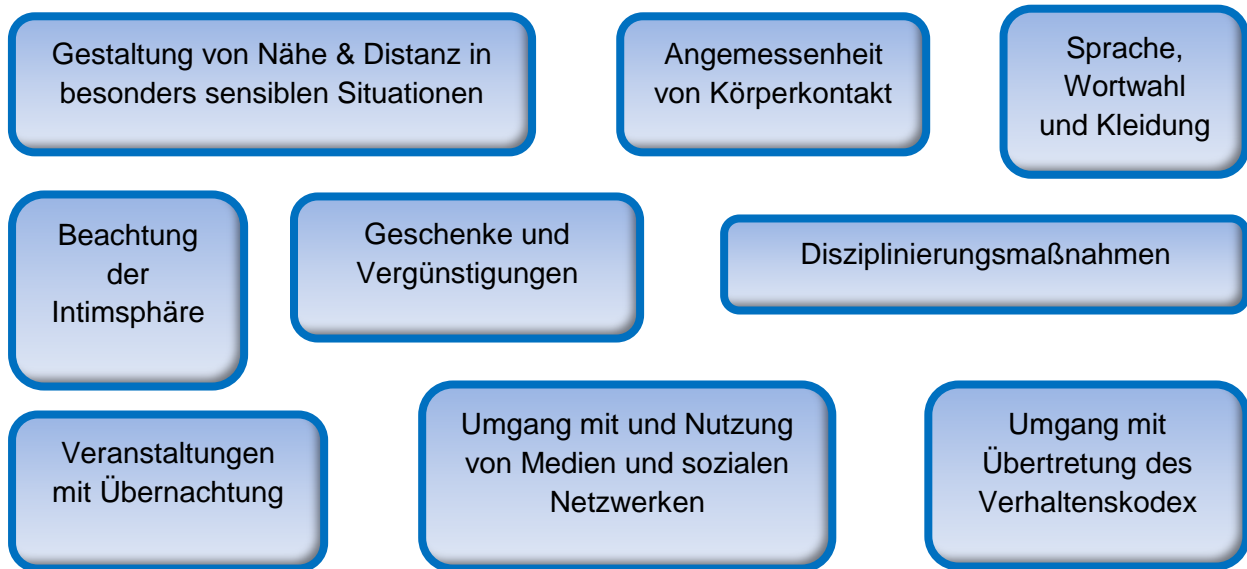 Gestaltung von Nähe & Distanz in
besonders sensiblen Situationen
Angemessenheit
von Körperkontakt
Sprache,
Wortwahl
und Kleidung
Beachtung
der
Intimsphäre
Geschenke und
Vergünstigungen
Disziplinierungsmaßnahmen
Veranstaltungen
mit Übernachtung
Umgang mit und Nutzung
von Medien und sozialen
Netzwerken
Umgang mit
Übertretung des
Verhaltenskodex